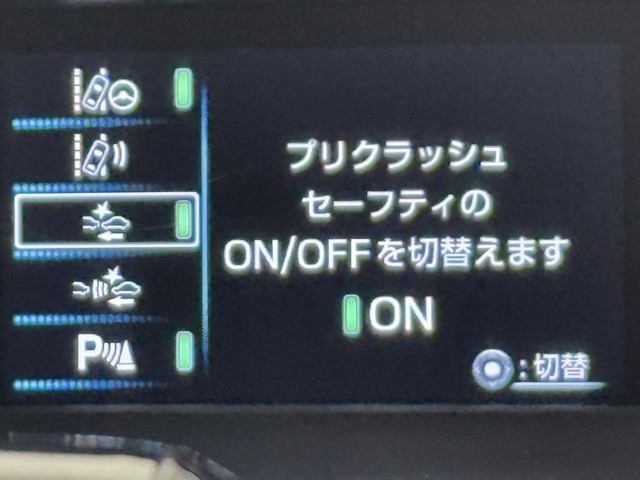 プリクラッシュ
セーフティの
ON/OFFを切替えます
ON
:切替
P